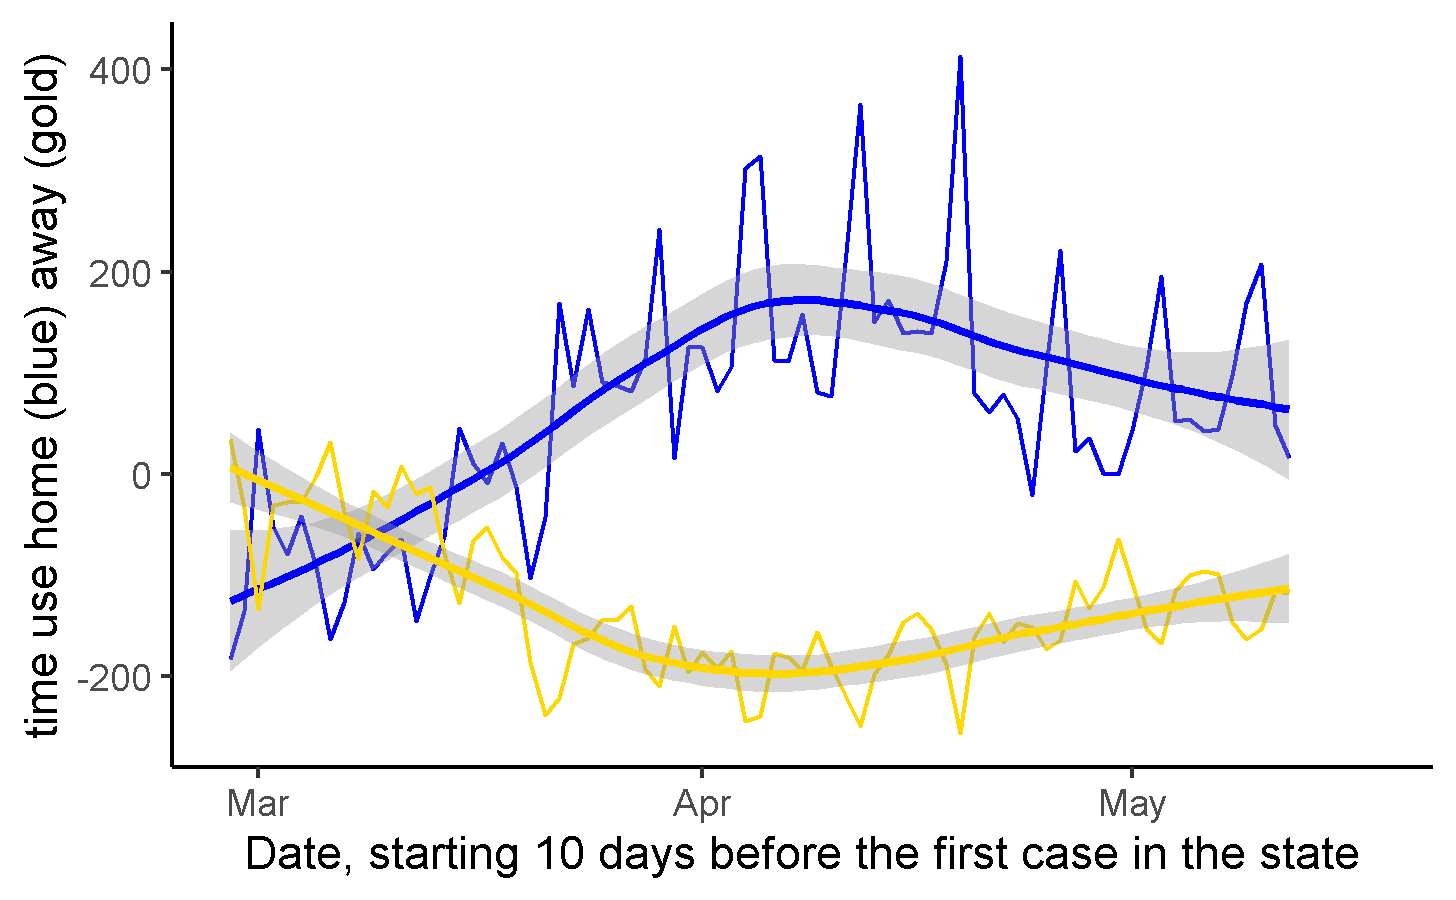 time use home (blue) away (gold)
400
200
0
-200
Mar
Apr
May
Date, starting 10 days before the first case in the state